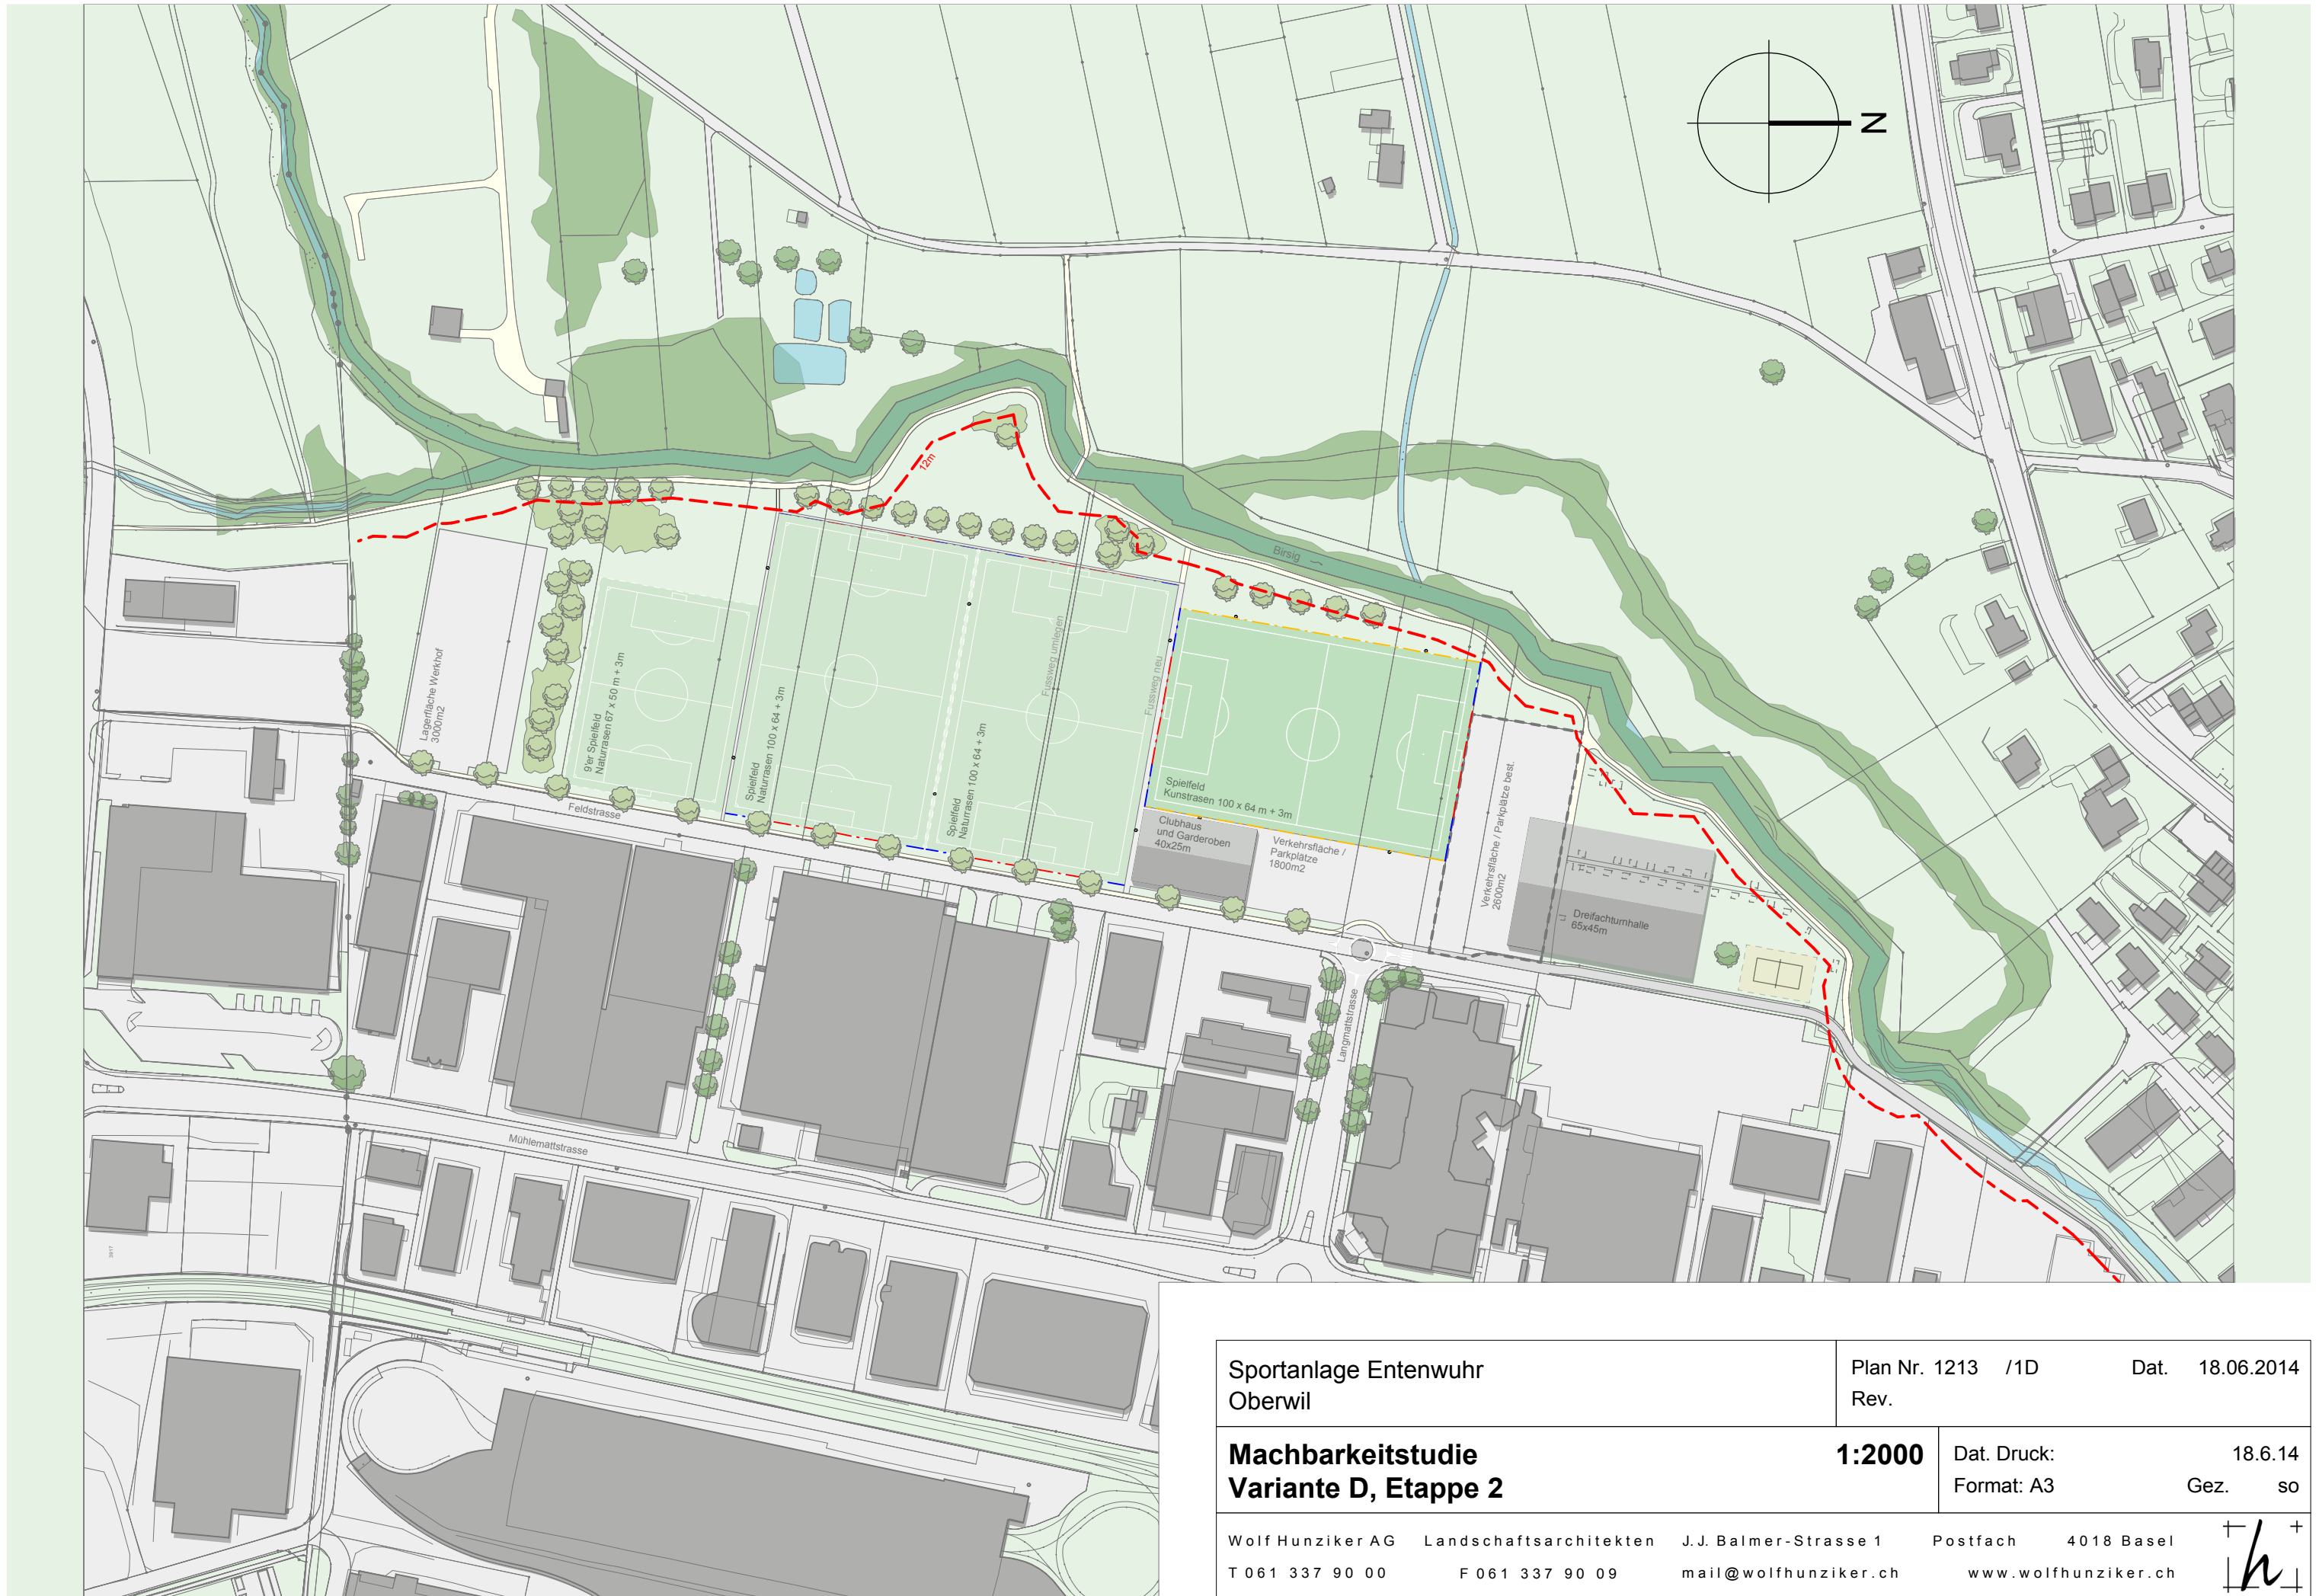 N
12m
Birsig
Lagerfläche Werkhof
3000m2
9'er Spielfeld
Naturrasen 67 x 50 m + 3m
Spielfeld
Naturrasen 100 x 64 + 3m
Spielfeld
Naturrasen 100 x 64 + 3m
Fussweg umlegen
Fussweg neu
Spielfeld
Kunstrasen 100 x 64 m + 3m
Clubhaus
und Garderoben
40x25m
Verkehrsfläche /
Parkplätze
1800m2
Verkehrsfläche / Parkplätze best.
2600m2
Dreifachturnhalle
65x45m
Feldstrasse
Langmattstrasse
Mühlemattstrasse
Sportanlage Entenwuhr
Oberwil
Plan Nr. 1213 /1D Dat. 18.06.2014
Rev.
Machbarkeitstudie 1:2000
Variante D, Etappe 2
Dat. Druck: 18.6.14
Format: A3 Gez. so
Wolf Hunziker AG Landschaftsarchitekten J.J. Balmer-Strasse 1 Postfach 4018 Basel
T 061 337 90 00 F 061 337 90 09 mail@wolfhunziker.ch www.wolfhunziker.ch
h